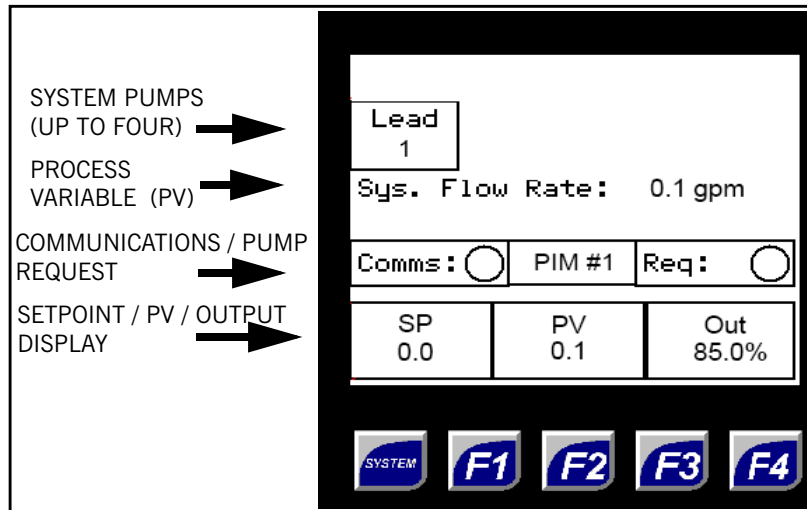 SYSTEM PUMPS
(UP TO FOUR)
PROCESS
VARIABLE (PV)
COMMUNICATIONS / PUMP
REQUEST
SETPOINT / PV / OUTPUT
DISPLAY
Lead
1
Sys. Flow Rate: 0.1 gpm
Comms: PIM #1 Req:
SP PV Out
0.0 0.1 85.0%
SYSTEM F1 F2 F3 F4